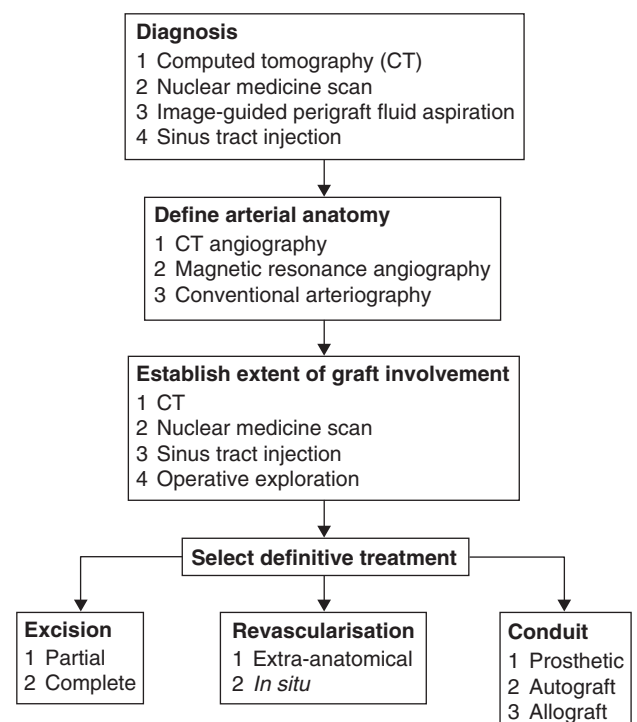 Diagnosis
1 Computed tomography (CT)
2 Nuclear medicine scan
3 Image-guided perigraft fluid aspiration
4 Sinus tract injection
Define arterial anatomy
1 CT angiography
2 Magnetic resonance angiography
3 Conventional arteriography
Establish extent of graft involvement
1 CT
2 Nuclear medicine scan
3 Sinus tract injection
4 Operative exploration
Select definitive treatment
Excision
1 Partial
2 Complete
Revascularisation
1 Extra-anatomical
2 In situ
Conduit
1 Prosthetic
2 Autograft
3 Allograft